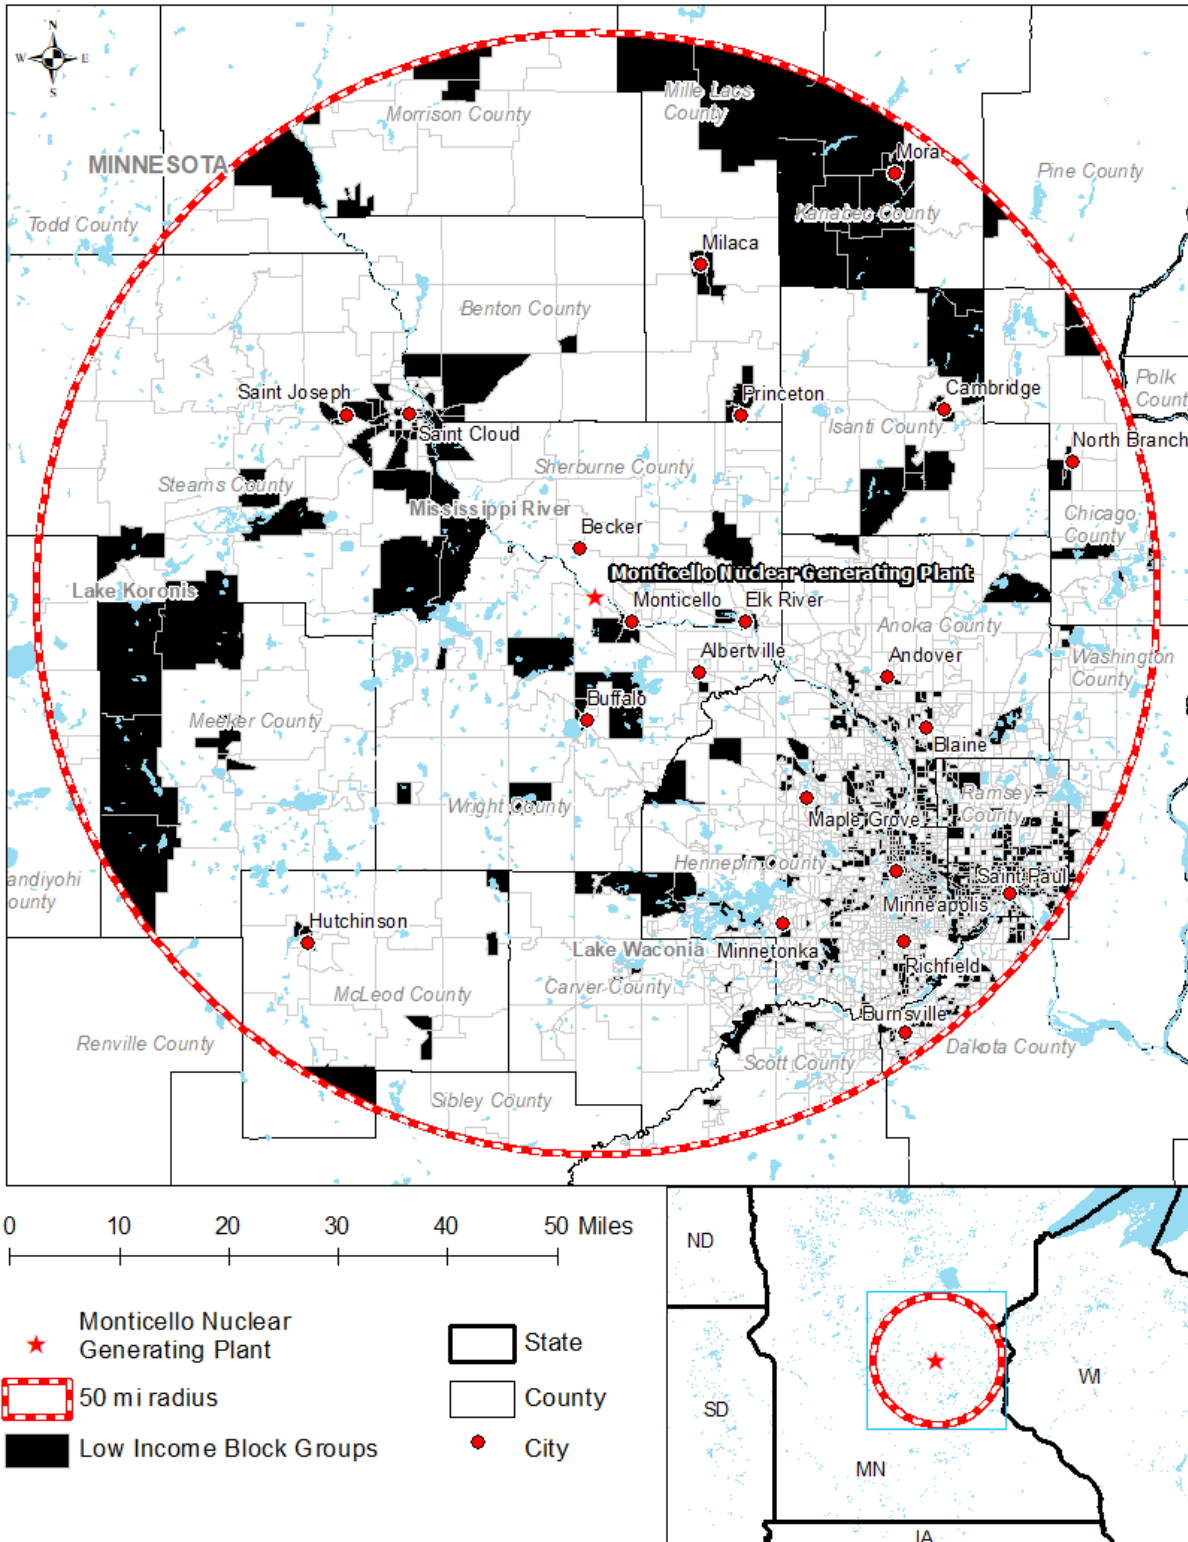 N
W E
S
Mille Lacs
County
Morrison County
Mora
MINNESOTA
Pine County
Kanabec County
Todd County
Milaca
Benton County
Polk
Count
Saint Joseph
Princeton
Cambridge
Saint Cloud
Isanti County
North Branch
Sherburne County
Stearns County
Mississippi River
Chicago
County
Becker
Monticello Nuclear Generating Plant
Lake Koronis
Monticello
Elk River
Anoka County
Albertville
Andover
Washington
County
Buffalo
Meeker County
Blaine
Wright County
Ramsey
County
Maple Grove
Hennepin County
andiyohi
ounty
Saint Paul
Minneapolis
Hutchinson
Lake Waconia
Minnetonka
Richfield
McLeod County
Carver County
Burnsville
Renville County
Dakota County
Scott County
Sibley County
0 10 20 30 40 50 Miles
Monticello Nuclear
Generating Plant
State
50 mi radius
County
Low Income Block Groups
City
ND
SD
WI
MN
IA